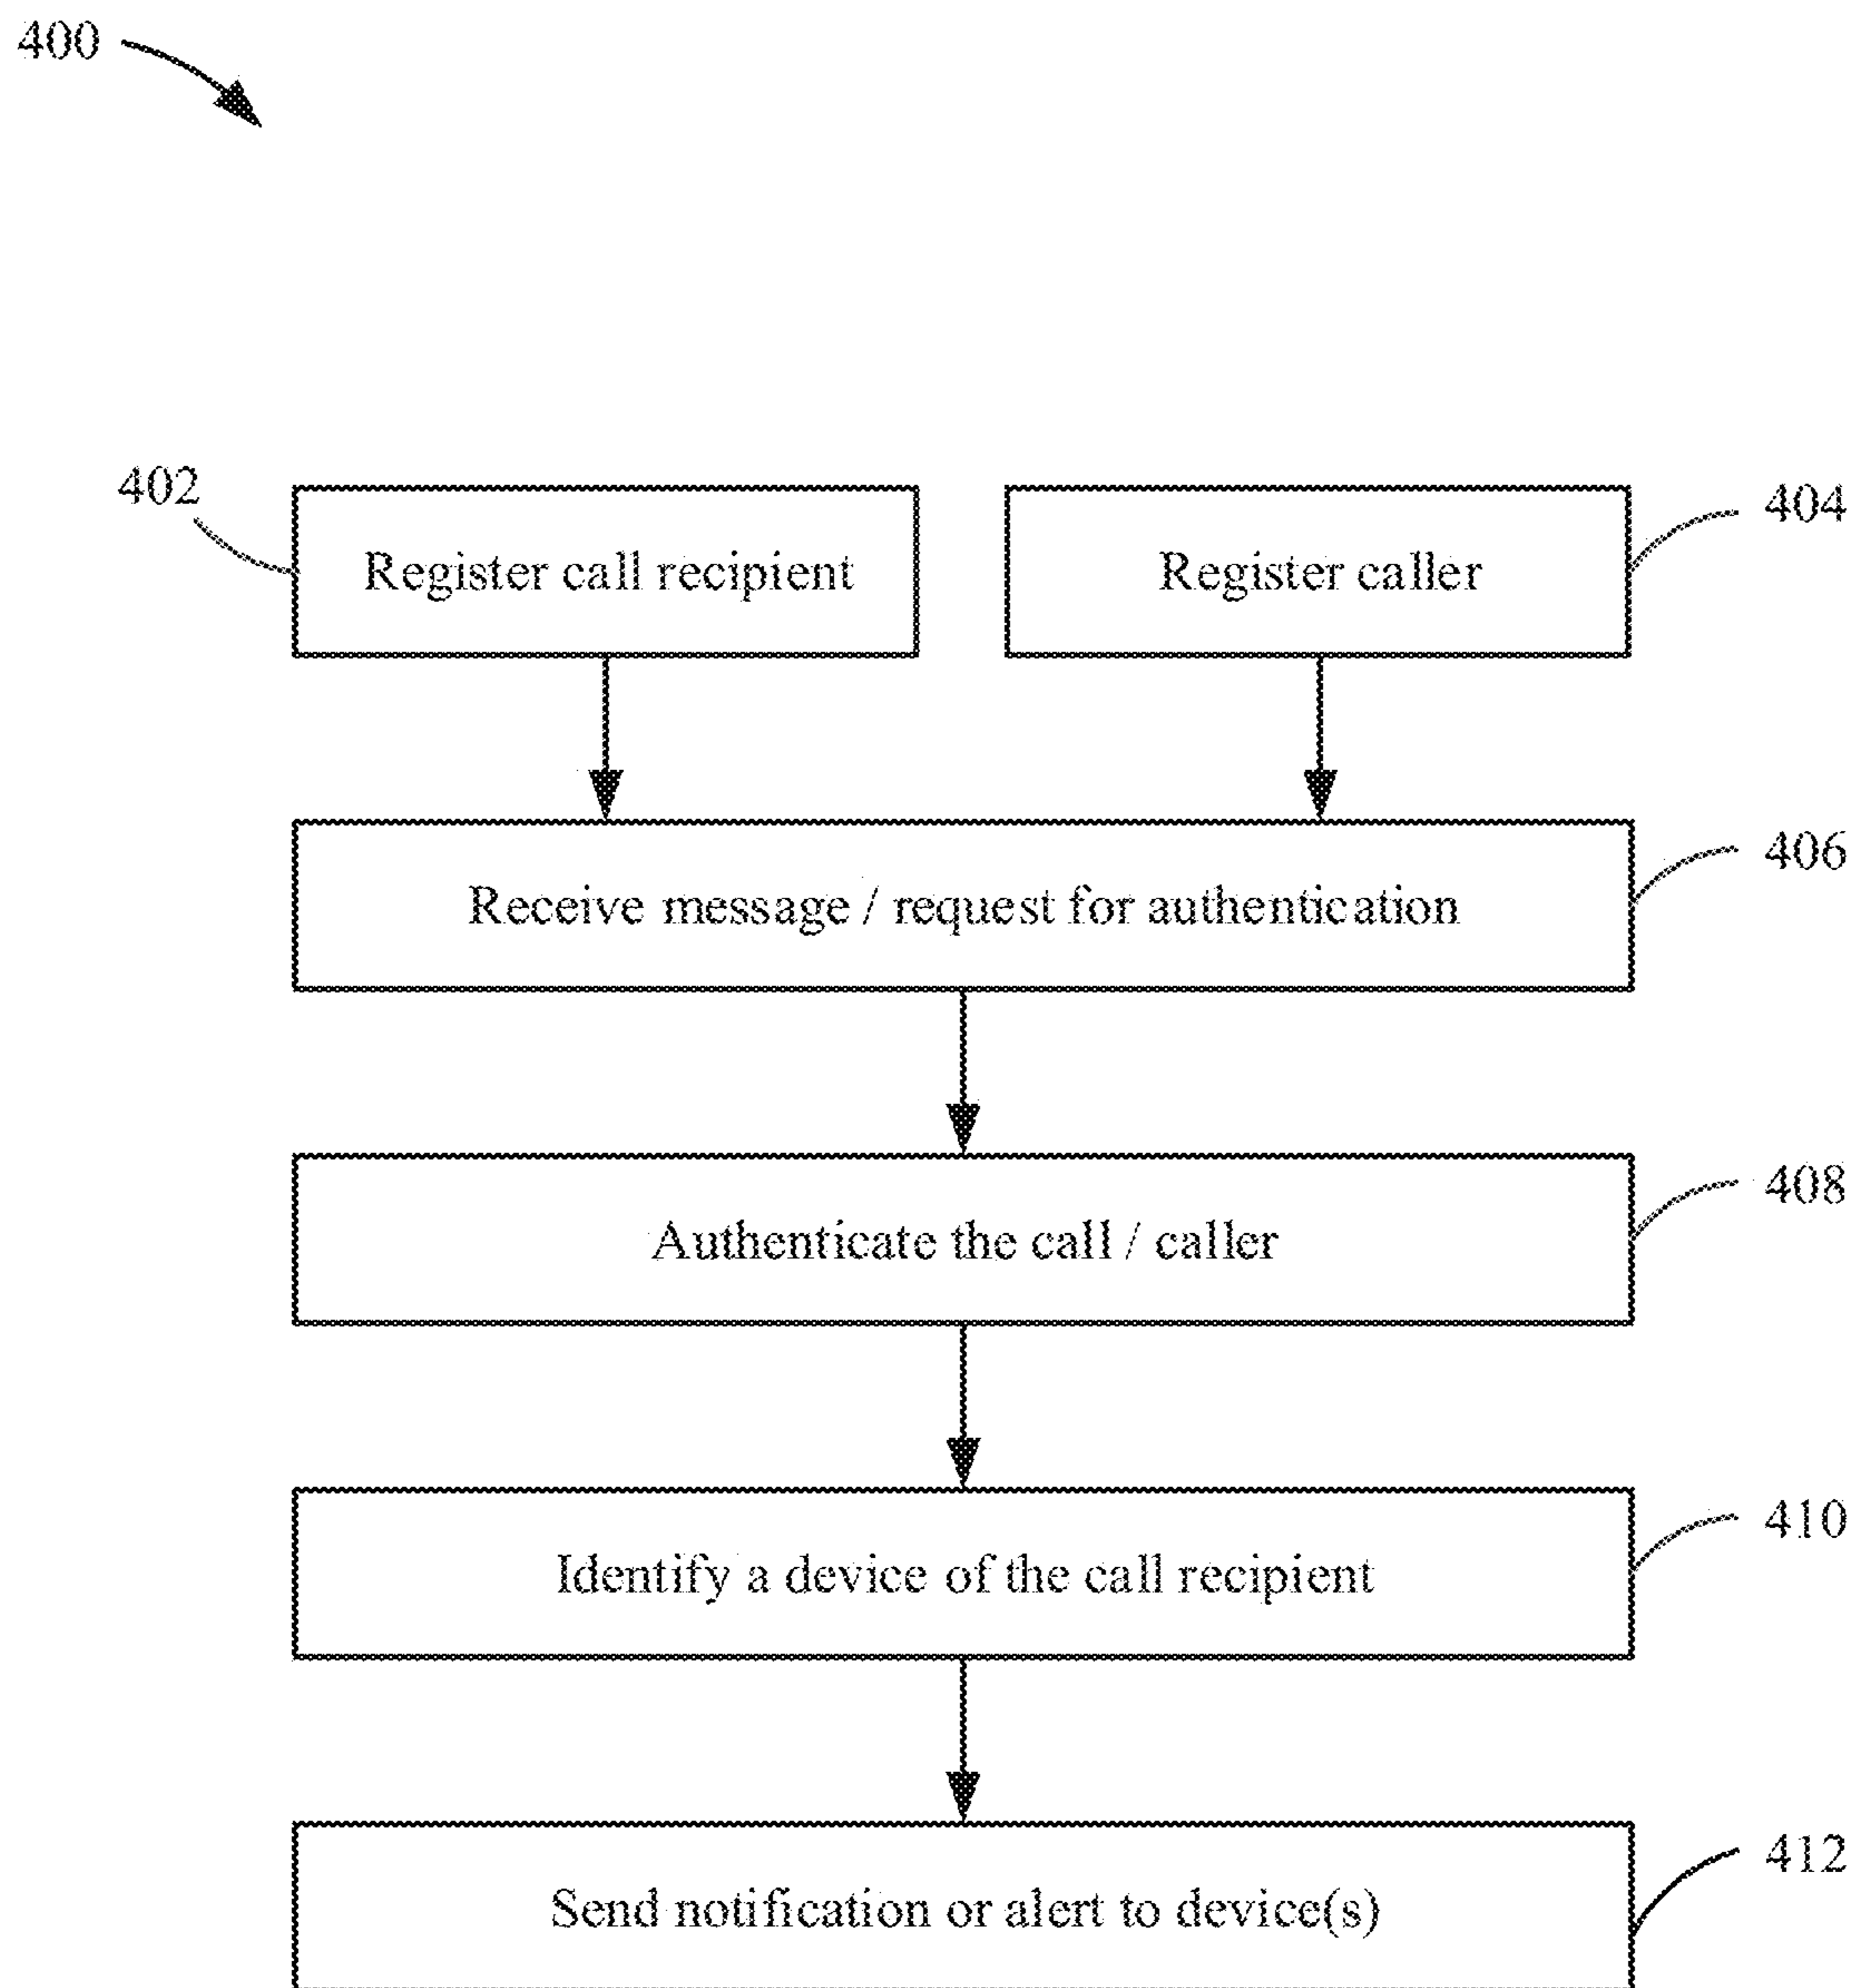 400
402
Register call recipient
Register caller
404
Receive message / request for authentication
406
Authenticate the call / caller
408
Identify a device of the call recipient
410
Send notification or alert to device(s)
412